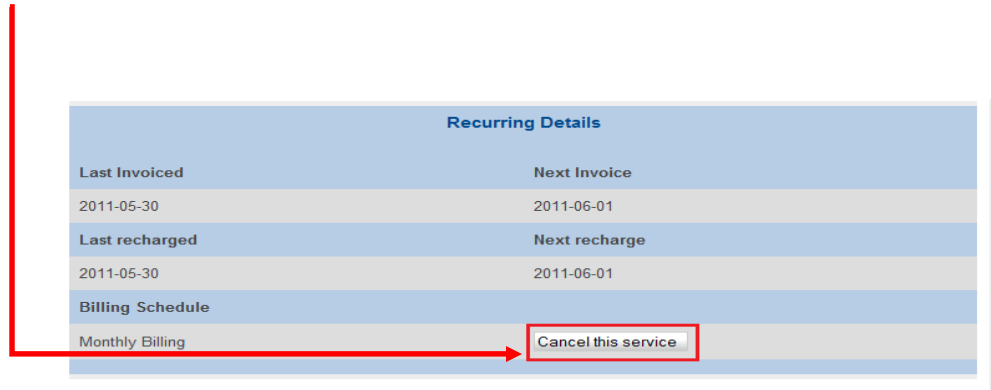 Recurring Details
Last Invoiced Next Invoice
2011-05-30 2011-06-01
Last recharged Next recharge
2011-05-30 2011-06-01
Billing Schedule
Monthly Billing Cancel this service